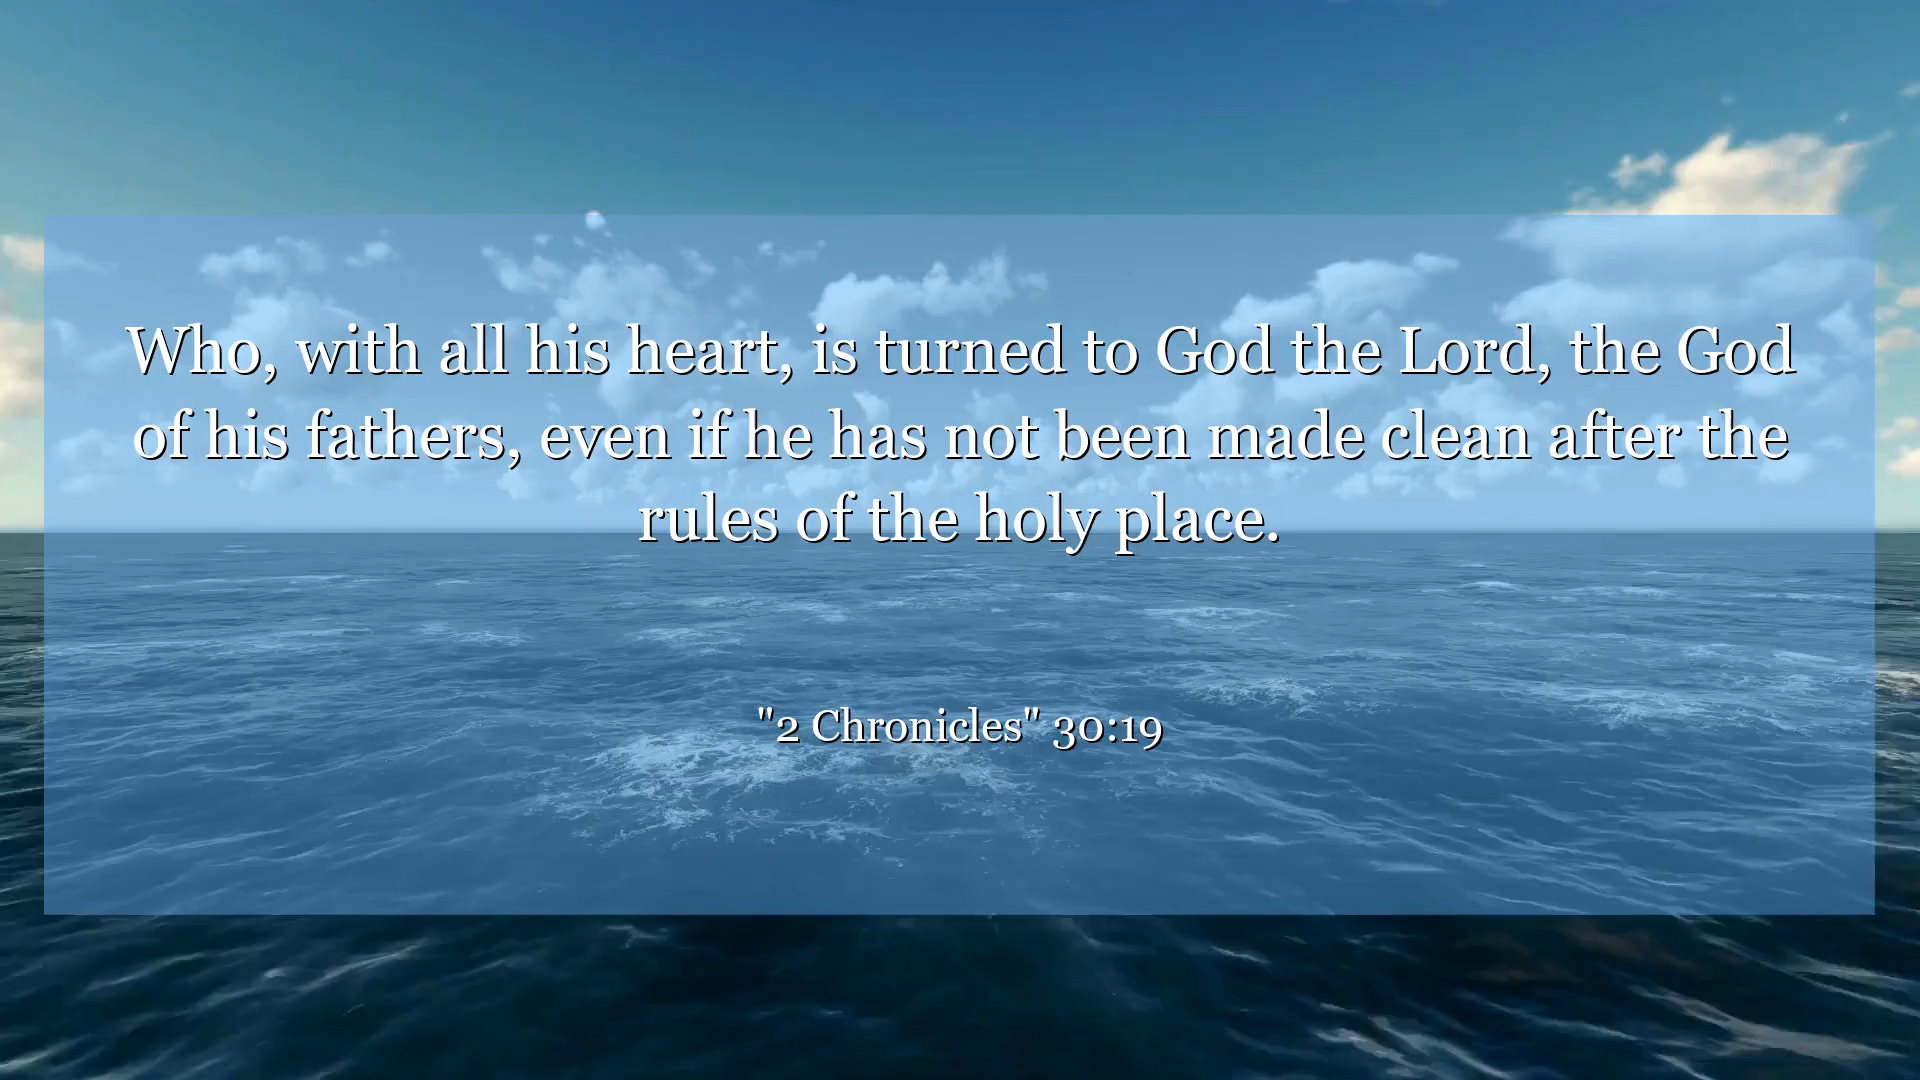 Who, with all his heart, is turned to God the Lord, the God
of his fathers, even if he has not been made clean after the
rules of the holy place.
"2 Chronicles" 30:19